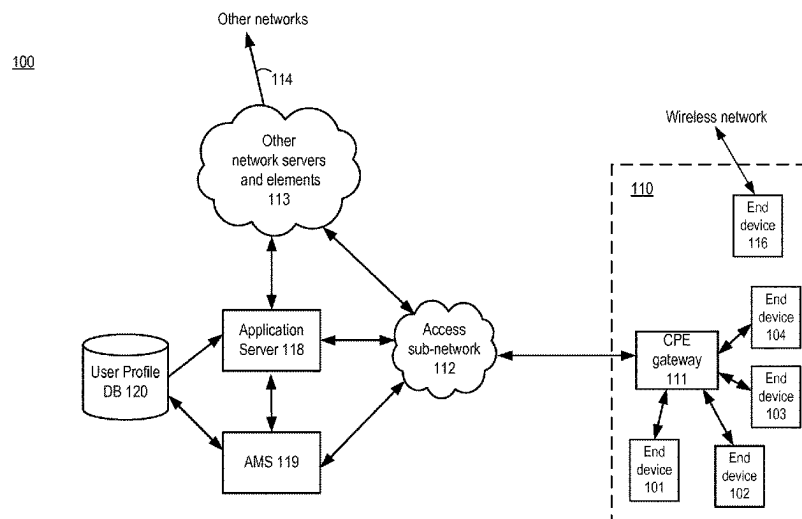 Other networks
100
114
Wireless network
Other
network servers
and elements
113
110
End
device
116
Application
Server 118
Access
sub-network
112
CPE
gateway
111
End
device
104
User Profile
DB 120
End
device
103
AMS 119
End
device
101
End
device
102